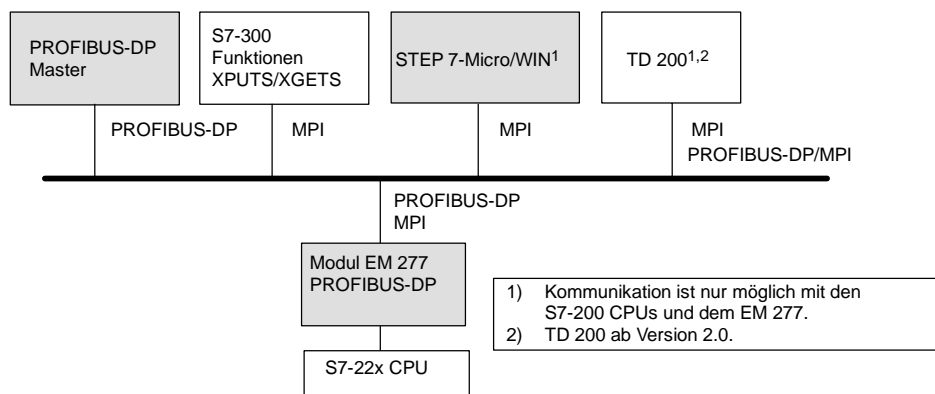 PROFIBUS-DP
Master
S7-300
Funktionen
XPUTS/XGETS
STEP 7-Micro/WIN¹
TD 200¹,²
PROFIBUS-DP
MPI
MPI
MPI
PROFIBUS-DP/MPI
PROFIBUS-DP
MPI
Modul EM 277
PROFIBUS-DP
S7-22x CPU
1) Kommunikation ist nur möglich mit den
S7-200 CPUs und dem EM 277.
2) TD 200 ab Version 2.0.